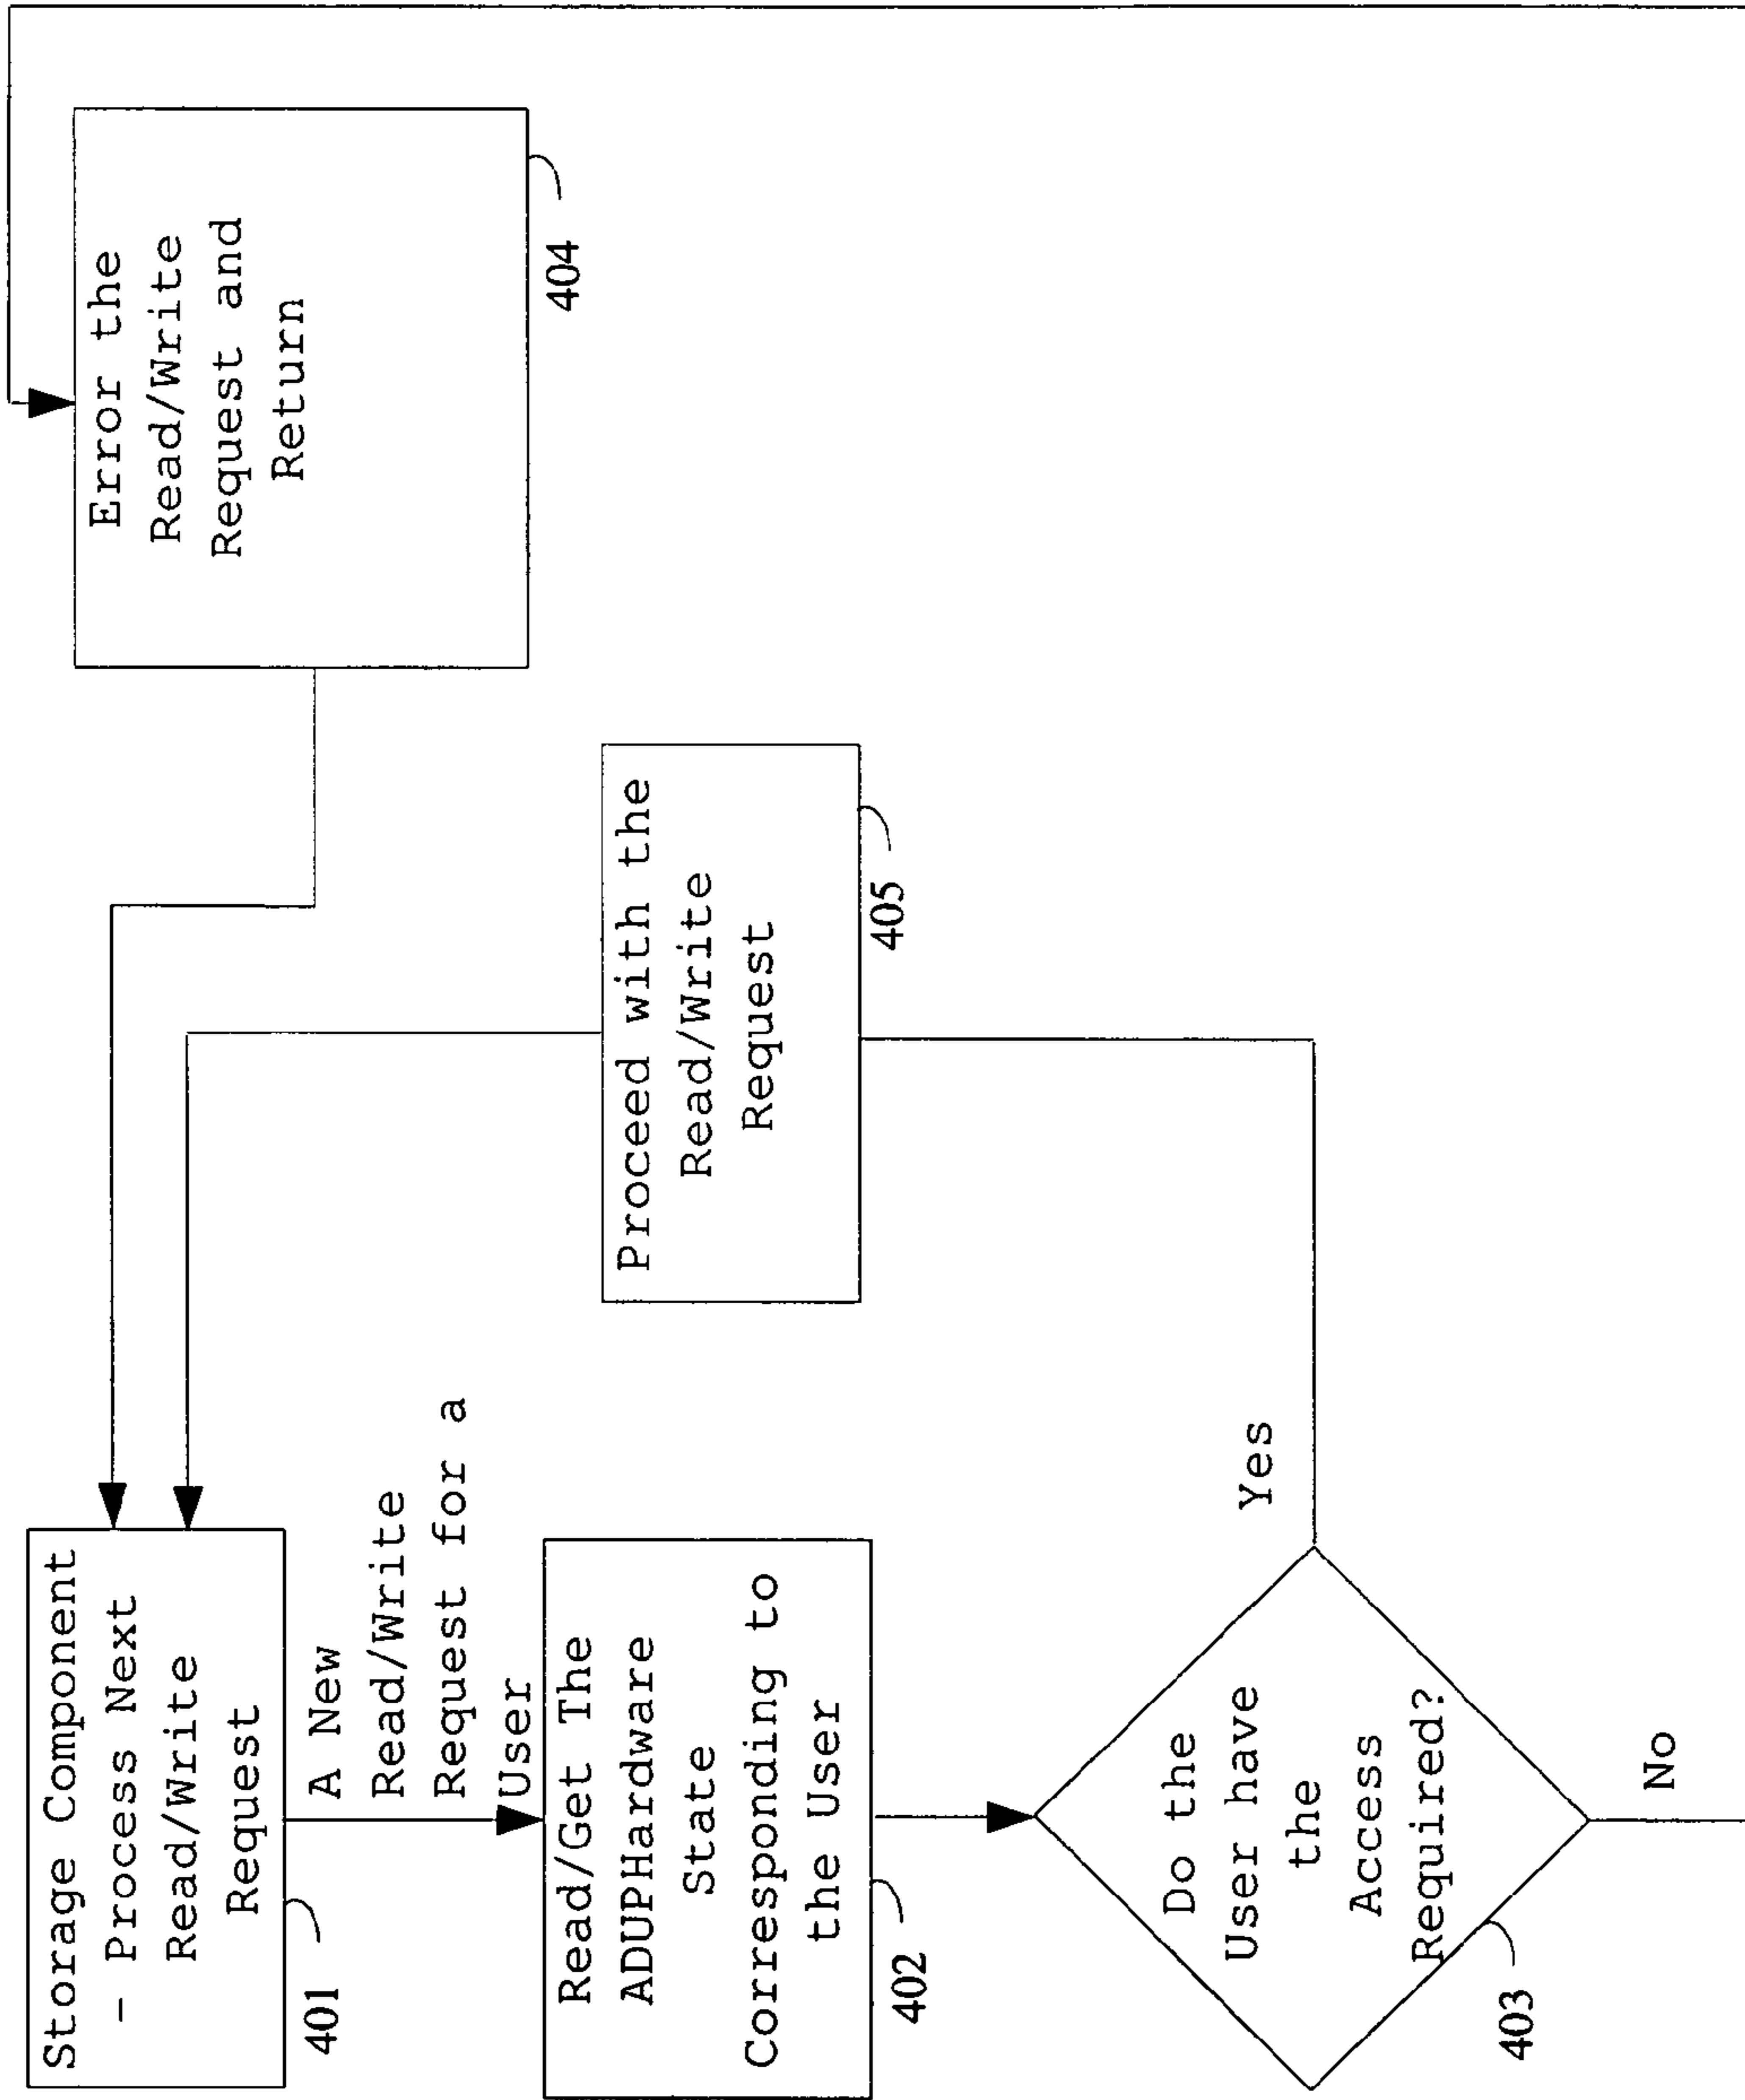 Storage Component
- Process Next
Read/Write
Request
401
A New
Read/Write
Request for a
User
Read/Get The
ADUPHardware
State
Corresponding to
the User
402
Do the
User have
the
Access
Required?
403
Yes
No
Proceed with the
Read/Write
Request
405
Error the
Read/Write
Request and
Return
404